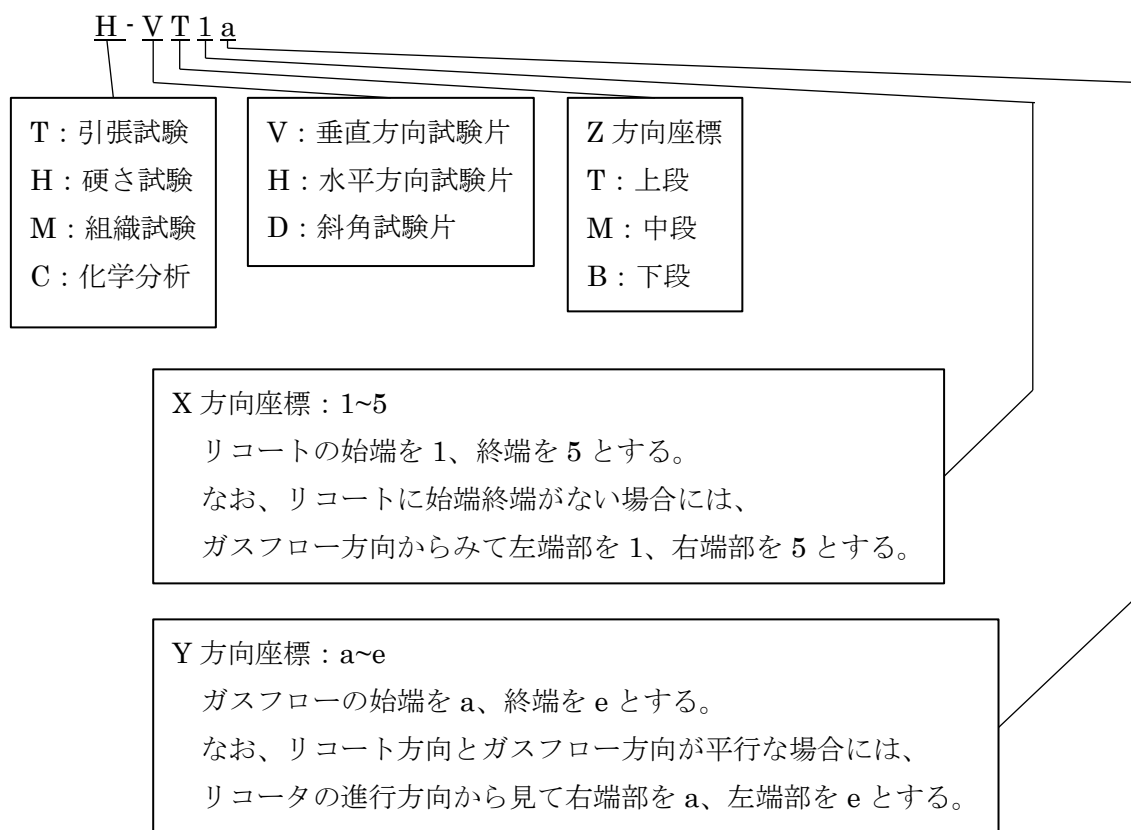 H - V T 1 a
T：引張試験
H：硬さ試験
M：組織試験
C：化学分析
V：垂直方向試験片
H：水平方向試験片
D：斜角試験片
Z 方向座標
T：上段
M：中段
B：下段
X 方向座標：1~5
リコートの始端を 1、終端を 5 とする。
なお、リコートに始端終端がない場合には、
ガスフロー方向からみて左端部を 1、右端部を 5 とする。
Y 方向座標：a~e
ガスフローの始端を a、終端を e とする。
なお、リコート方向とガスフロー方向が平行な場合には、
リコータの進行方向から見て右端部を a、左端部を e とする。